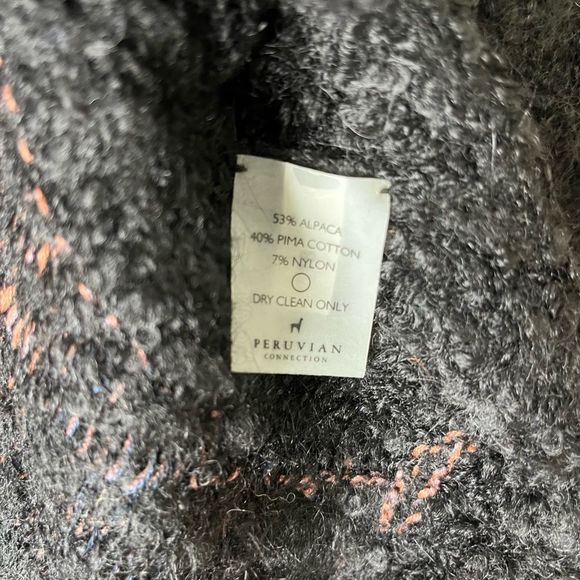 53% ALPACA
40% PIMA COTTON
7% NYLON
DRY CLEAN ONLY
PERUVIAN
CONNECTION